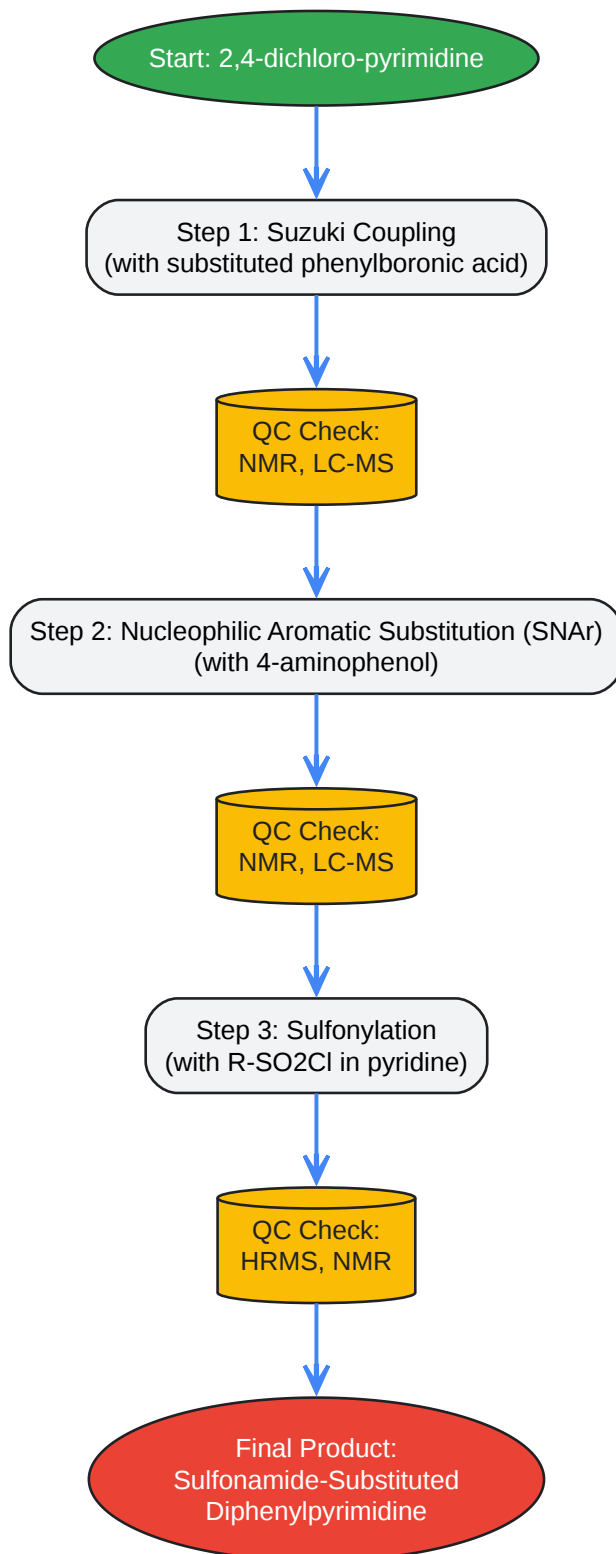 Start: 2,4-dichloro-pyrimidine
Step 1: Suzuki Coupling
(with substituted phenylboronic acid)
QC Check:
NMR, LC-MS
Step 2: Nucleophilic Aromatic Substitution (SNAr)
(with 4-aminophenol)
QC Check:
NMR, LC-MS
Step 3: Sulfonylation
(with R-SO2Cl in pyridine)
QC Check:
HRMS, NMR
Final Product:
Sulfonamide-Substituted
Diphenylpyrimidine